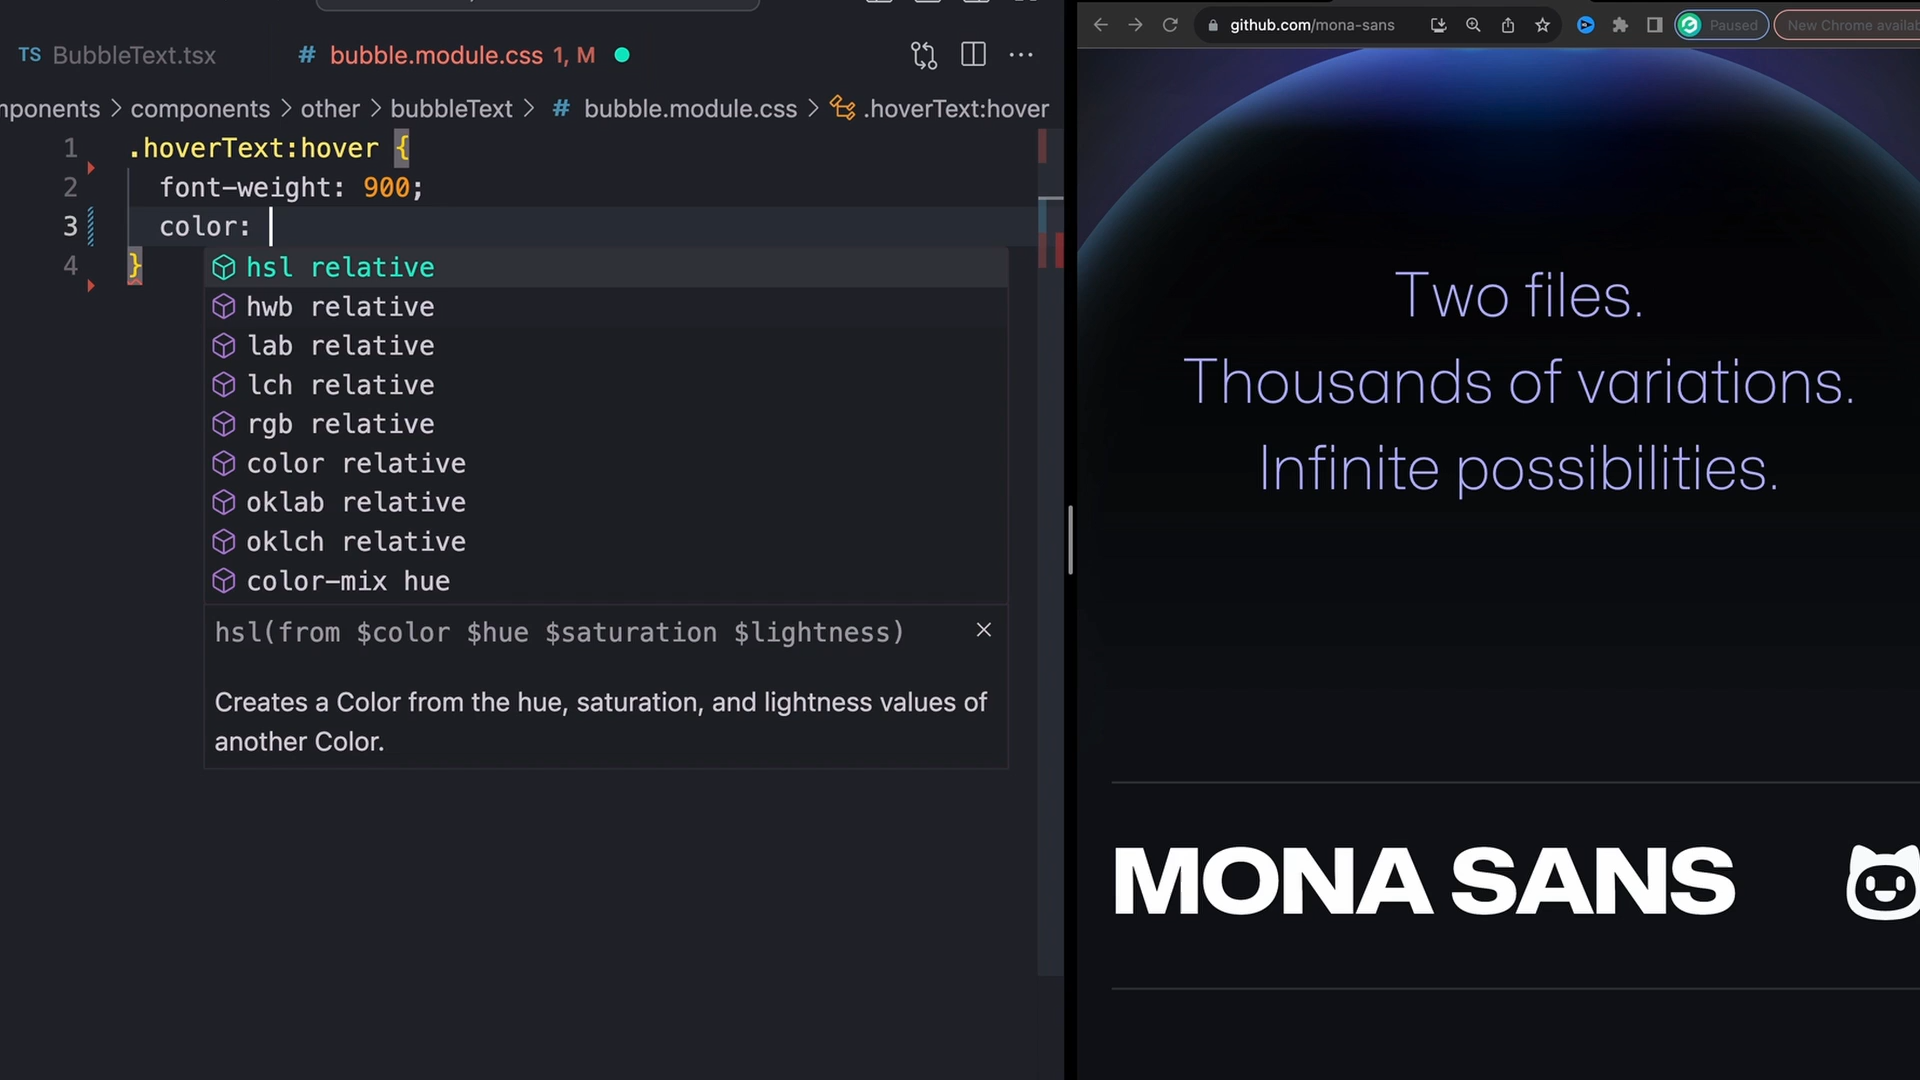 TS BubbleText.tsx
# bubble.module.css 1, M
mponents > components > other > bubbleText > # bubble.module.css > .hoverText:hover
1 .hoverText:hover {
2 font-weight: 900;
3 color:
4 }
hsl relative
hwb relative
lab relative
lch relative
rgb relative
color relative
oklab relative
oklch relative
color-mix hue
hsl(from $color $hue $saturation $lightness)
Creates a Color from the hue, saturation, and lightness values of
another Color.
github.com/mona-sans
Paused
New Chrome availab
Two files.
Thousands of variations.
Infinite possibilities.
MONA SANS